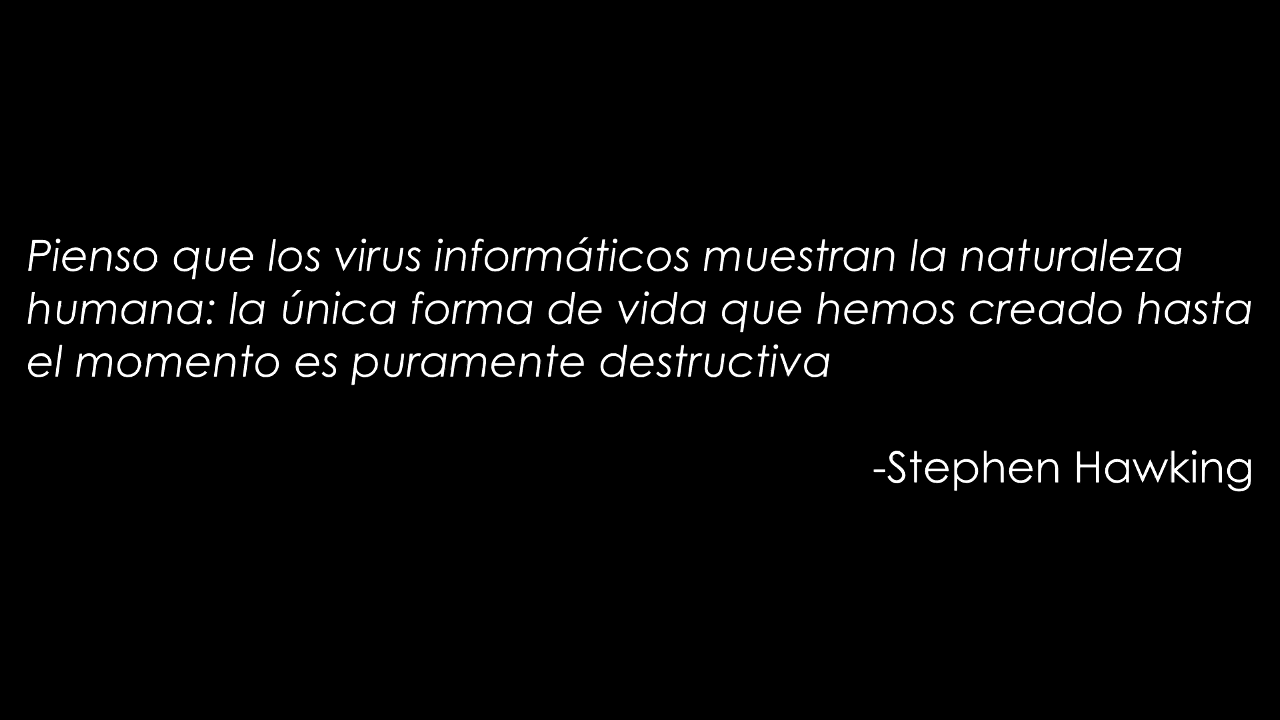 Pienso que los virus informáticos muestran la naturaleza
humana: la única forma de vida que hemos creado hasta
el momento es puramente destructiva
-Stephen Hawking